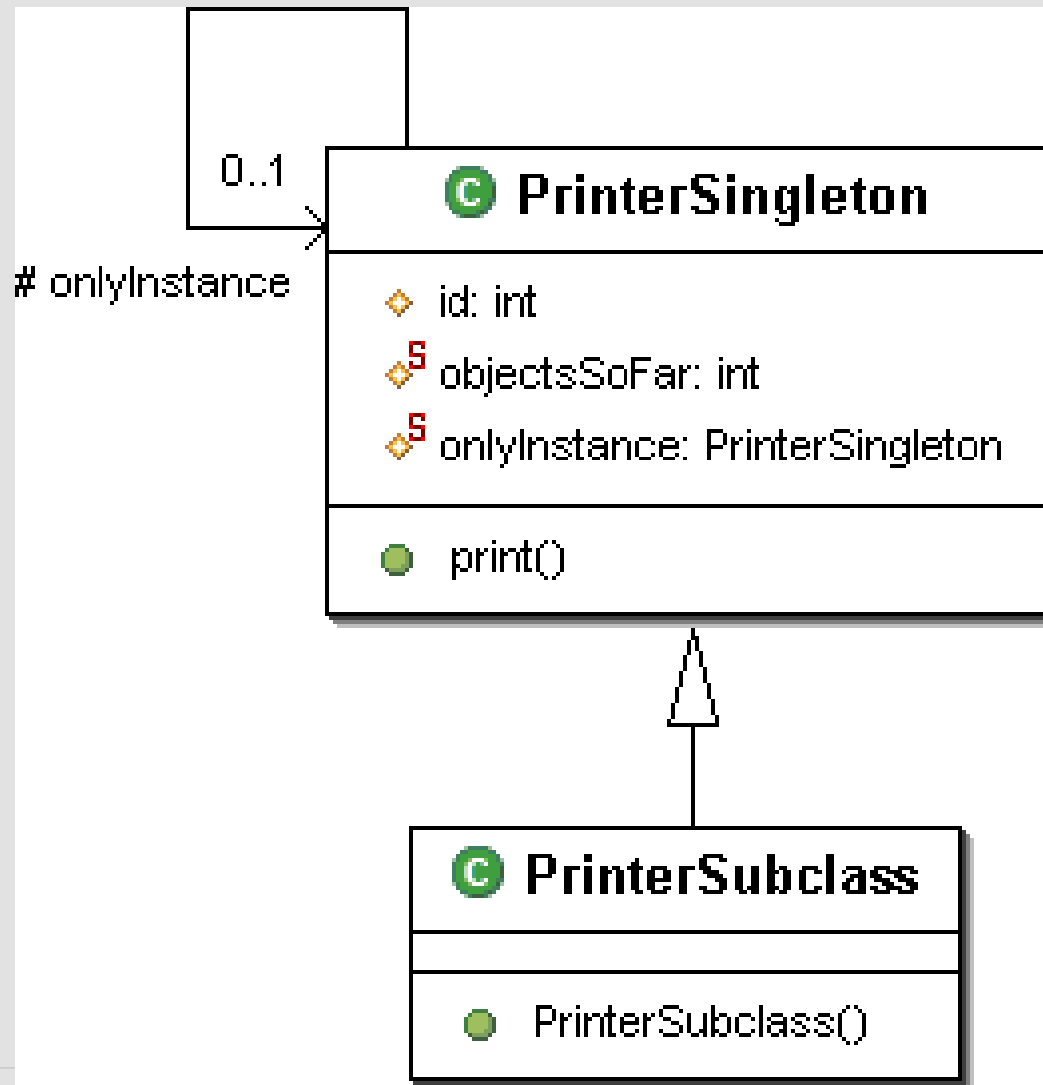 0..1
C PrinterSingleton
# onlyInstance
id: int
S objectsSoFar: int
S onlyInstance: PrinterSingleton
print()
C PrinterSubclass
PrinterSubclass()